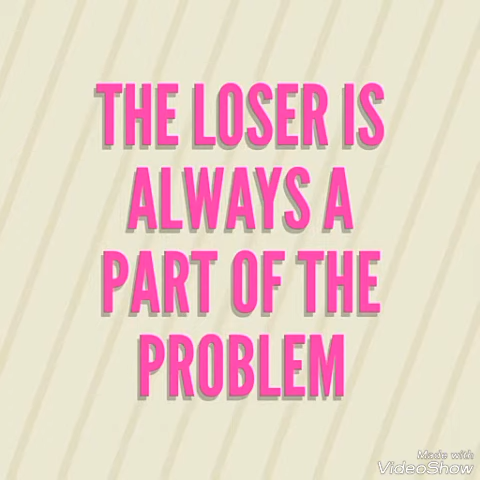 THE LOSER IS
ALWAYS A
PART OF THE
PROBLEM
Made with
VideoShow